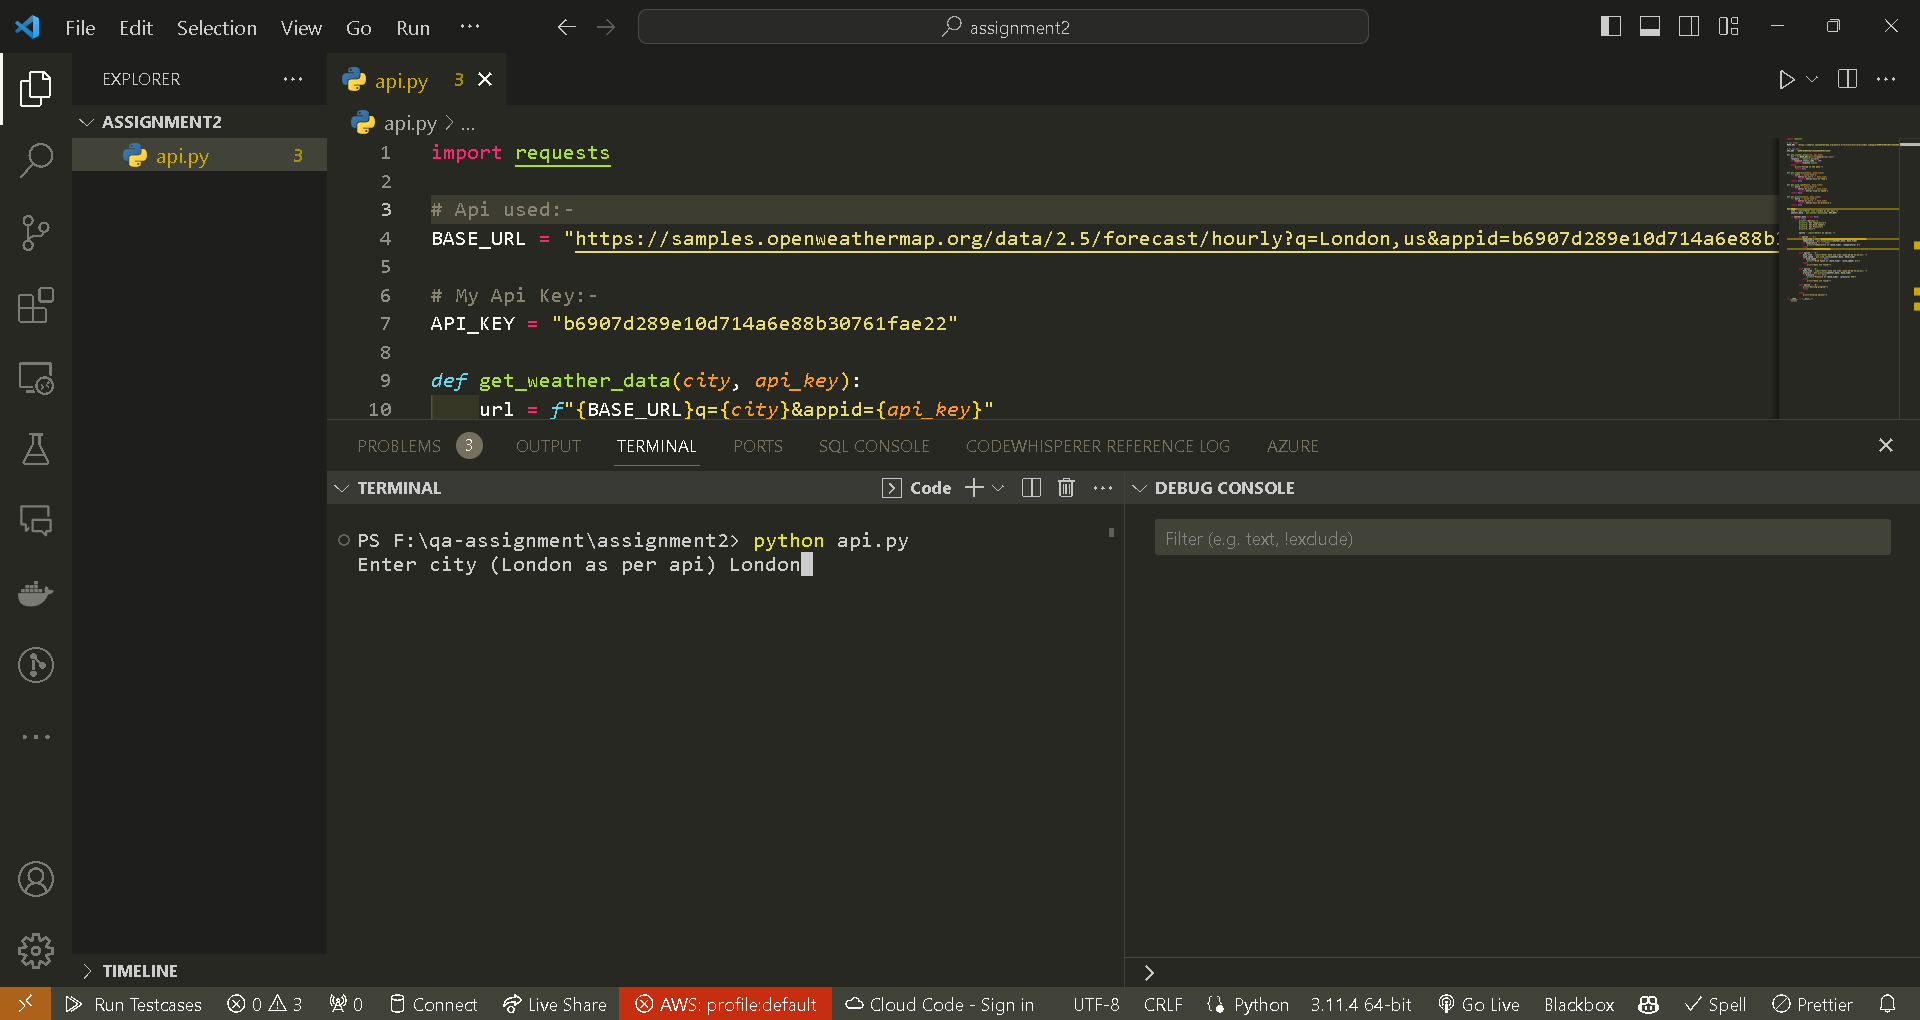 File Edit Selection View Go Run ...
assignment2
EXPLORER ...
ASSIGNMENT2
api.py 3
api.py 3
api.py > ...
1 import requests
2
3 # Api used:-
4 BASE_URL = "https://samples.openweathermap.org/data/2.5/forecast/hourly?q=London,us&appid=b6907d289e10d714a6e88b
5
6 # My Api Key:-
7 API_KEY = "b6907d289e10d714a6e88b30761fae22"
8
9 def get_weather_data(city, api_key):
10 url = f"{BASE_URL}q={city}&appid={api_key}"
PROBLEMS 3 OUTPUT TERMINAL PORTS SQL CONSOLE CODEWHISPERER REFERENCE LOG AZURE
TERMINAL Code
PS F:\qa-assignment\assignment2> python api.py
Enter city (London as per api) London
DEBUG CONSOLE
Filter (e.g. text, !exclude)
TIMELINE
Run Testcases 0 3 0 Connect Live Share AWS: profile:default Cloud Code - Sign in UTF-8 CRLF Python 3.11.4 64-bit Go Live Blackbox Spell Prettier